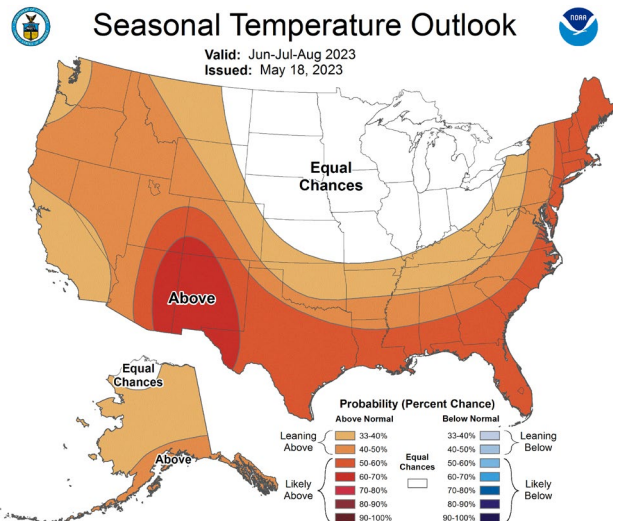 Seasonal Temperature Outlook
NOAA
Valid: Jun-Jul-Aug 2023
Issued: May 18, 2023
Equal
Chances
Above
Equal
Chances
Above
Probability (Percent Chance)
Above Normal
Below Normal
Leaning
Above
33-40%
40-50%
Likely
Above
50-60%
60-70%
70-80%
80-90%
90-100%
Equal
Chances
33-40%
40-50%
Leaning
Below
50-60%
60-70%
70-80%
80-90%
90-100%
Likely
Below